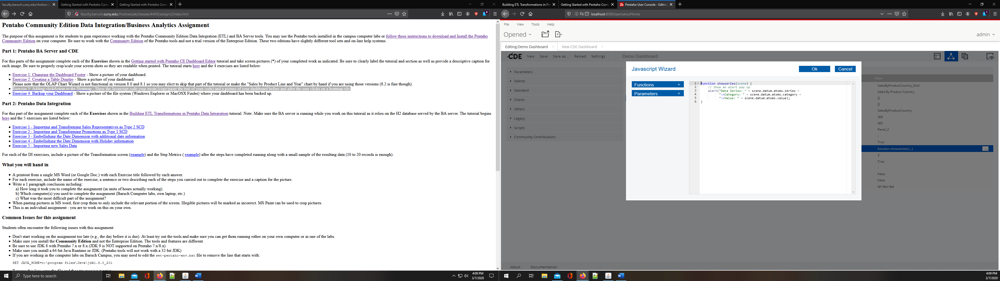 faculty.baruch.cuny.edu/rholowcz
Getting Started with Pentaho Com
Getting Started with Pentaho Com
faculty.baruch.cuny.edu/rholowczak/classes/4400/assign2/index.htm
Pentaho Community Edition Data Integration/Business Analytics Assignment
The purpose of this assignment is for students to gain experience working with the Pentaho Community Edition Data Integration (ETL) and BA Server tools. You may use the Pentaho tools installed in the campus computer labs or follow these instructions to download and Install the Pentaho
Community Edition on your computer. Be sure to work with the Community Edition of the Pentaho tools and not a trial version of the Enterprise Edition. These two editions have slightly different tool sets and on-line help systems.
Part 1: Pentaho BA Server and CDE
For this parts of the assignment complete each of the Exercises shown in the Getting started with Pentaho CE Dashboard Editor tutorial and take screen pictures (*) of your completed work as indicated. Be sure to clearly label the tutorial and section as well as provide a descriptive caption for
each image. Be sure to properly crop/scale your screen shots so they are readable when printed. The tutorial starts here and the 4 exercises are listed below:
Exercise 1: Changing the Dashboard Footer - Show a picture of your dashboard.
Exercise 2: Creating a Table Display - Show a picture of your dashboard.
Please note that the OLAP Chart Wizard is not functional in version 8.0 and 8.1 so you may elect to skip that part of the tutorial or make the "Sales by Product Line and Year" chart by hand if you are using those versions (8.2 is fine though).
Exercise 3: Adding clickAction to the Heatmap - Show the Javascript code your wrote (copy/paste the text of your code) and a picture of your dashboard before and after the user clicks on a heatmap tile.
Exercise 4: Backup your Dashboard - Show a picture of the file system (Windows Explorer or MacOSX Finder) where your dashboard has been backed up.
Part 2: Pentaho Data Integration
For this part of the assignment complete each of the Exercises shown in the Building ETL Transformations in Pentaho Data Integration tutorial. Note: Make sure the BA server is running while you work on this tutorial as it relies on the H2 database served by the BA server. The tutorial begins
here and the 5 exercises are listed below:
Exercise 1 - Importing and Transforming Sales Representatives as Type 2 SCD
Exercise 2 - Importing and Transforming Promotions as Type 1 SCD
Exercise 3 - Embellishing the Date Dimension with additional date information
Exercise 4 - Embellishing the Date Dimension with Holiday information
Exercise 5 - Importing new Sales Data
For each of the DI exercises, include a picture of the Transformation screen (example) and the Step Metrics ( example) after the steps have completed running along with a small sample of the resulting data (10 to 20 records is enough).
What you will hand in
A printout from a single MS Word (or Google Doc.) with each Exercise title followed by each answer.
For each exercise, include the name of the exercise, a sentence or two describing each of the steps you carried out to complete the exercise and a caption for the picture.
Write a 1 paragraph conclusion including:
a) How long it took you to complete the assignment (in units of hours actually working).
b) Which computer(s) you used to complete the assignment (Baruch Computer labs, own laptop, etc.)
c) What was the most difficult part of the assignment?
When pasting pictures in MS word, first crop them to only include the relevant portion of the screen. Illegible pictures will be marked as incorrect. MS Paint can be used to crop pictures.
This is an individual assignment - you are to work on this on your own.
Common Issues for this assignment
Students often encounter the following issues with this assignment:
Don't start working on the assignment too late (e.g., the day before it is due). At least try out the tools and make sure you can get them running either on your own computer or in one of the labs.
Make sure you install the Community Edition and not the Enterprise Edition. The tools and features are different.
Be sure to use JDK 8 with Pentaho 7.x or 8.x (JDK 9 is NOT supported on Pentaho 7.x/8.x)
Make sure you install a 64-bit Java Runtime or JDK. (Pentaho tools will not work with a 32-bit JDK)
If you are working in the computer labs on Baruch Campus, you may need to edit the set-pentaho-env.bat file to remove the line that starts with:
SET JAVA_HOME=c:\program files\Java\jdk1.8.0_201
Type here to search
4:09 PM
3/7/2020
Building ETL Transformations in Pe
Getting Started with Pentaho Com
Pentaho User Console - Editing
localhost:8080/pentaho/Home
File View Tools Help
Opened
admin
Editing:Demo Dashboard
New CDE Dashboard
CDE New Save Save as... Reload Settings Demo Dashboard
Parameters
Selects
Standard
Charts
Others
Legacy
Scripts
Community Contributions
Javascript Wizard
Ok
Cancel
Functions +
Parameters +
1 function showseries(scene) {
2 // Show an alert pop up
3 alert("Data Series: " + scene.datum.atoms.series +
4 "\nCategory: " + scene.datum.atoms.category +
5 "\nValue: " + scene.datum.atoms.value);
6 }
Value
SalesByProductCountry_Grid
Sales By Product Country
[]
[]
SalesByProductCountry
300
465
Panel_2
-
True
function showseries( (...)
...
3
True
-
False
False
%Y-%m-%d
About
Documentation
4:09 PM
3/7/2020